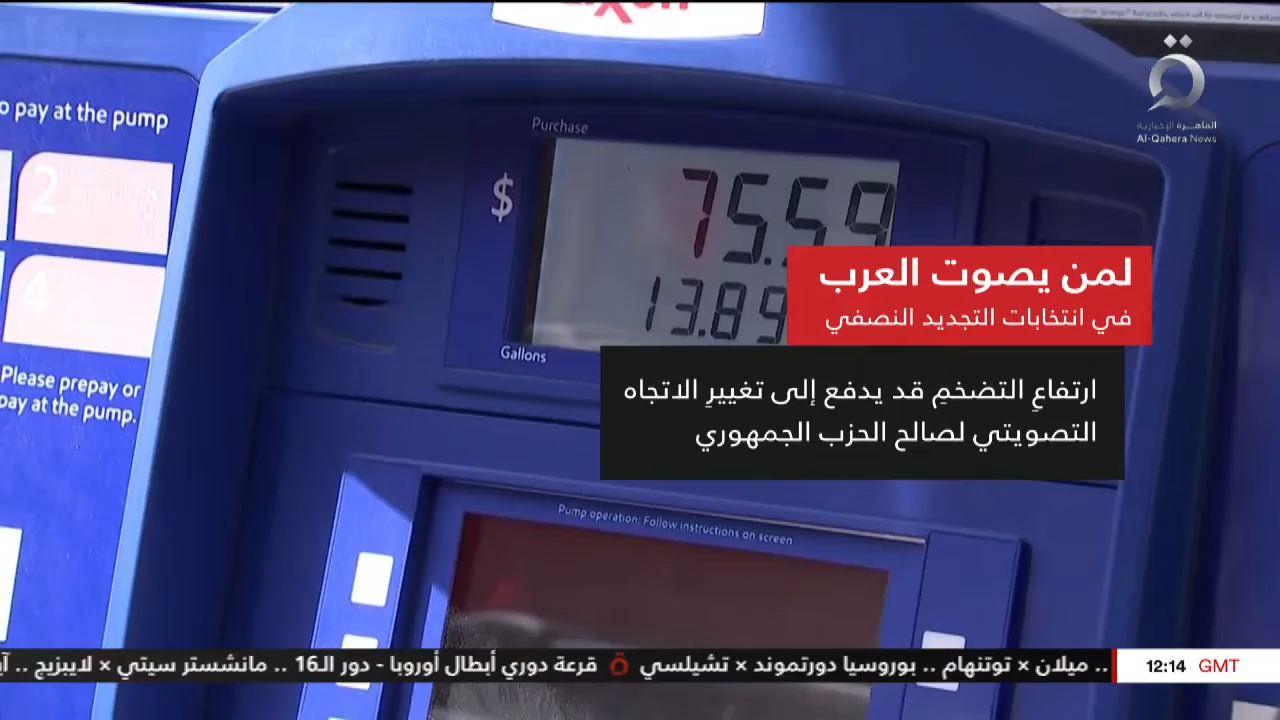 Exxon
o pay at the pump
2
4
Please prepay or
pay at the pump.
Purchase
$
75.59
13.89
Gallons
Pump operation: Follow instructions on screen
القاهرة الإخبارية
Al-Qahera News
لمن يصوت العرب
في انتخابات التجديد النصفي
ارتفاعِ التضخمِ قد يدفع إلى تغييرِ الاتجاه
التصويتي لصالح الحزب الجمهوري
.. ميلان × توتنهام .. بوروسيا دورتموند × تشيلسي قرعة دوري أبطال أوروبا - دور الـ16 .. مانشستر سيتي × لايبزيج ..
12:14 GMT